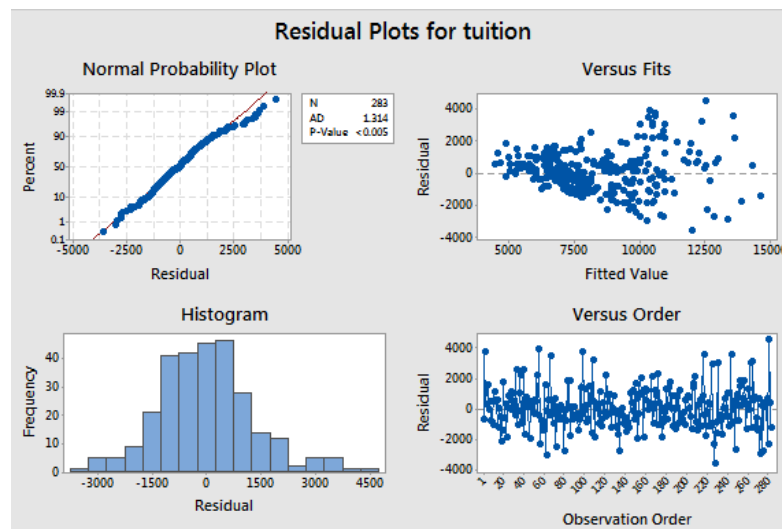 Residual Plots for tuition
Normal Probability Plot
99.9
99
90
50
10
1
0.1
Percent
-5000 -2500 0 2500 5000
Residual
N 283
AD 1.314
P-Value <0.005
Versus Fits
4000
2000
0
-2000
-4000
Residual
5000 7500 10000 12500 15000
Fitted Value
Histogram
40
30
20
10
0
Frequency
-3000 -1500 0 1500 3000 4500
Residual
Versus Order
4000
2000
0
-2000
-4000
Residual
1 20 40 60 80 100 120 140 160 180 200 220 240 260 280
Observation Order